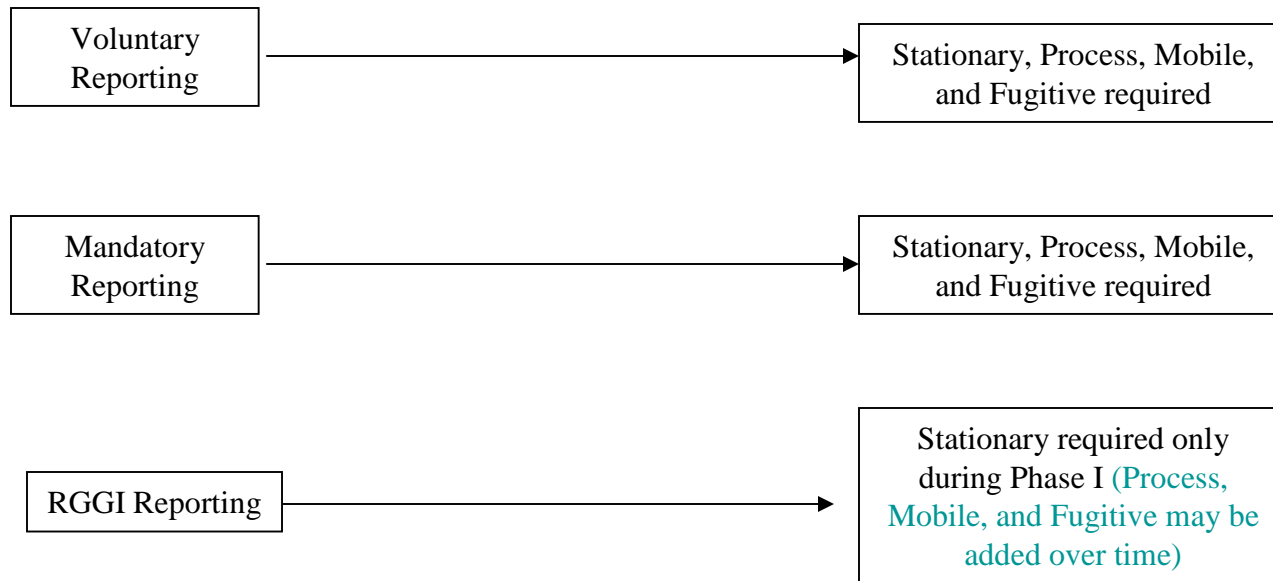 Voluntary
Reporting
Stationary, Process, Mobile,
and Fugitive required
Mandatory
Reporting
Stationary, Process, Mobile,
and Fugitive required
RGGI Reporting
Stationary required only
during Phase I (Process,
Mobile, and Fugitive may be
added over time)